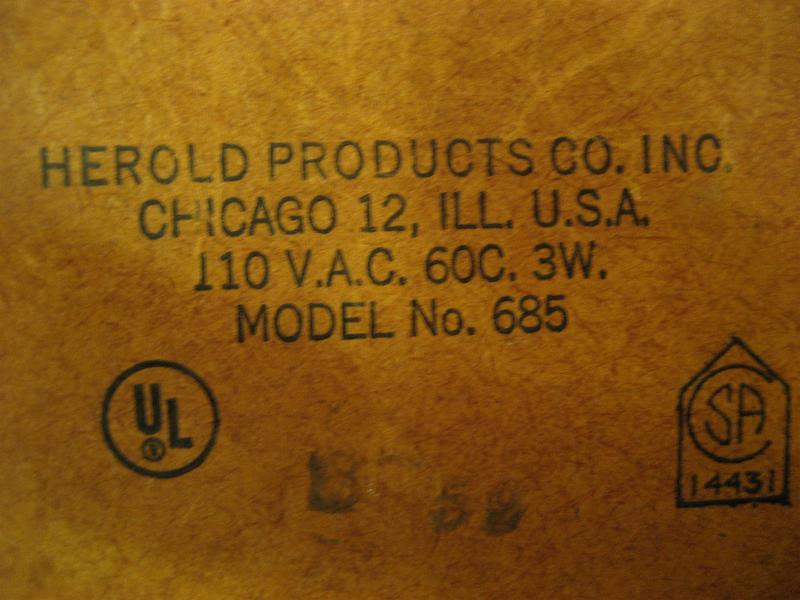 HEROLD PRODUCTS CO. INC.
CHICAGO 12, ILL. U.S.A.
110 V.A.C. 60C. 3W.
MODEL No. 685
UL
®
SA
14431